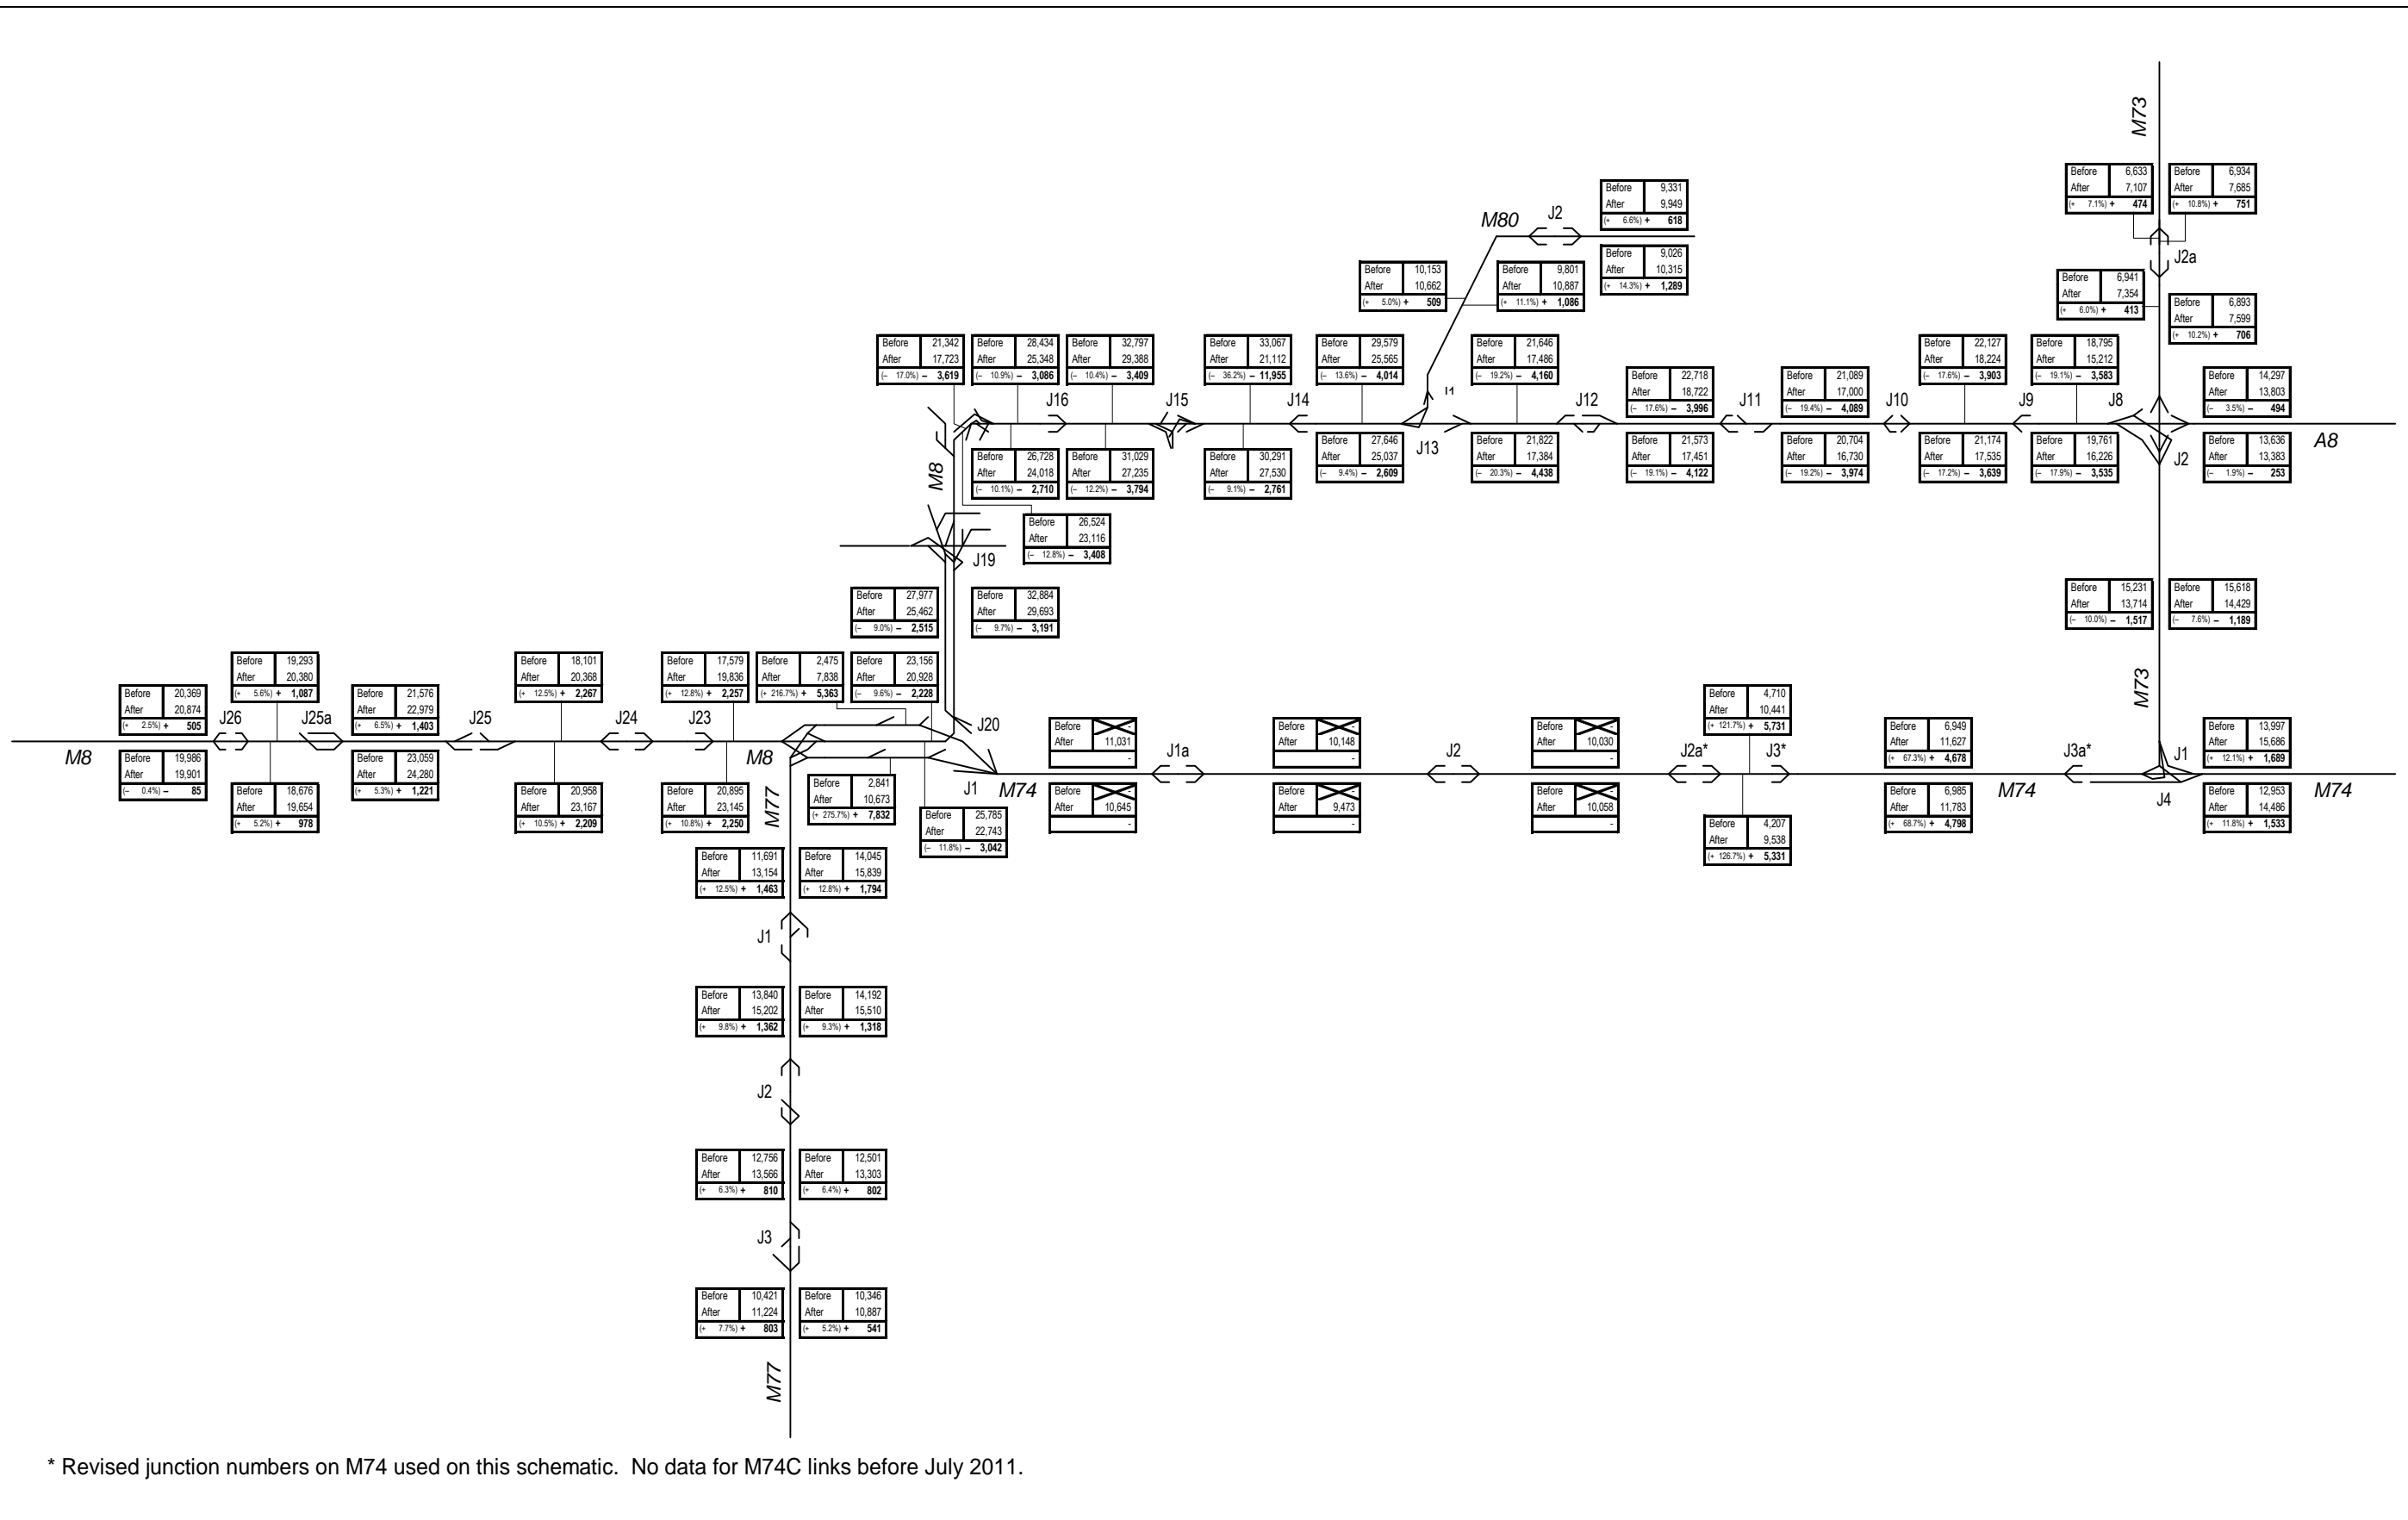 M73
Before 6,633
After 7,107
(+ 7.1%) + 474
Before 6,934
After 7,685
(+ 10.8%) + 751
J2a
Before 6,941
After 7,354
(+ 6.0%) + 413
Before 6,893
After 7,599
(+ 10.2%) + 706
M80
J2
Before 9,331
After 9,949
(+ 6.6%) + 618
Before 9,026
After 10,315
(+ 14.3%) + 1,289
Before 10,153
After 10,662
(+ 5.0%) + 509
Before 9,801
After 10,887
(+ 11.1%) + 1,086
Before 21,342
After 17,723
(– 17.0%) – 3,619
Before 28,434
After 25,348
(– 10.9%) – 3,086
Before 32,797
After 29,388
(– 10.4%) – 3,409
Before 33,067
After 21,112
(– 36.2%) – 11,955
Before 29,579
After 25,565
(– 13.6%) – 4,014
Before 21,646
After 17,486
(– 19.2%) – 4,160
Before 22,718
After 18,722
(– 17.6%) – 3,996
Before 21,089
After 17,000
(– 19.4%) – 4,089
Before 22,127
After 18,224
(– 17.6%) – 3,903
Before 18,795
After 15,212
(– 19.1%) – 3,583
Before 14,297
After 13,803
(– 3.5%) – 494
J16
J15
J14
J13
J12
J11
J10
J9
J8
J2
A8
M8
Before 26,728
After 24,018
(– 10.1%) – 2,710
Before 31,029
After 27,235
(– 12.2%) – 3,794
Before 30,291
After 27,530
(– 9.1%) – 2,761
Before 27,646
After 25,037
(– 9.4%) – 2,609
Before 21,822
After 17,384
(– 20.3%) – 4,438
Before 21,573
After 17,451
(– 19.1%) – 4,122
Before 20,704
After 16,730
(– 19.2%) – 3,974
Before 21,174
After 17,535
(– 17.2%) – 3,639
Before 19,761
After 16,226
(– 17.9%) – 3,535
Before 13,636
After 13,383
(– 1.9%) – 253
Before 26,524
After 23,116
(– 12.8%) – 3,408
J19
Before 27,977
After 25,462
(– 9.0%) – 2,515
Before 32,884
After 29,693
(– 9.7%) – 3,191
Before 15,231
After 13,714
(– 10.0%) – 1,517
Before 15,618
After 14,429
(– 7.6%) – 1,189
M73
Before 20,369
After 20,874
(+ 2.5%) + 505
Before 19,293
After 20,380
(+ 5.6%) + 1,087
Before 21,576
After 22,979
(+ 6.5%) + 1,403
Before 18,101
After 20,368
(+ 12.5%) + 2,267
Before 17,579
After 19,836
(+ 12.8%) + 2,257
Before 2,475
After 7,838
(+ 216.7%) + 5,363
Before 23,156
After 20,928
(– 9.6%) – 2,228
J26
J25a
J25
J24
J23
J20
M8
M8
Before 19,986
After 19,901
(– 0.4%) – 85
Before 18,676
After 19,654
(+ 5.2%) + 978
Before 23,059
After 24,280
(+ 5.3%) + 1,221
Before 20,958
After 23,167
(+ 10.5%) + 2,209
Before 20,895
After 23,145
(+ 10.8%) + 2,250
Before 2,841
After 10,673
(+ 275.7%) + 7,832
Before 25,785
After 22,743
(– 11.8%) – 3,042
J1
M74
Before -
After 11,031
-
Before -
After 10,148
-
Before -
After 10,030
-
Before 4,710
After 10,441
(+ 121.7%) + 5,731
Before 6,949
After 11,627
(+ 67.3%) + 4,678
Before 13,997
After 15,686
(+ 12.1%) + 1,689
J1a
J2
J2a*
J3*
J3a*
J1
J4
M74
M74
Before -
After 10,645
-
Before -
After 9,473
-
Before -
After 10,058
-
Before 4,207
After 9,538
(+ 126.7%) + 5,331
Before 6,985
After 11,783
(+ 68.7%) + 4,798
Before 12,953
After 14,486
(+ 11.8%) + 1,533
M77
Before 11,691
After 13,154
(+ 12.5%) + 1,463
Before 14,045
After 15,839
(+ 12.8%) + 1,794
J1
Before 13,840
After 15,202
(+ 9.8%) + 1,362
Before 14,192
After 15,510
(+ 9.3%) + 1,318
J2
Before 12,756
After 13,566
(+ 6.3%) + 810
Before 12,501
After 13,303
(+ 6.4%) + 802
J3
Before 10,421
After 11,224
(+ 7.7%) + 803
Before 10,346
After 10,887
(+ 5.2%) + 541
M77
* Revised junction numbers on M74 used on this schematic. No data for M74C links before July 2011.